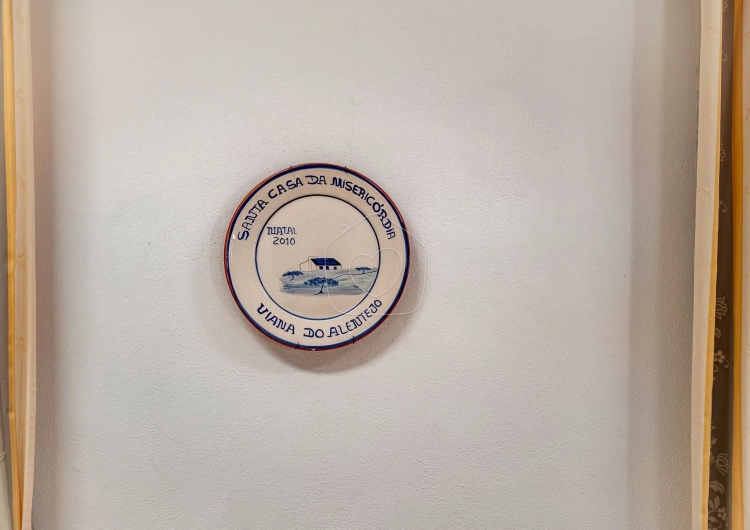 SANTA CASA DA MISERICÓRDIA
NATAL
2010
VIANA DO ALENTEJO